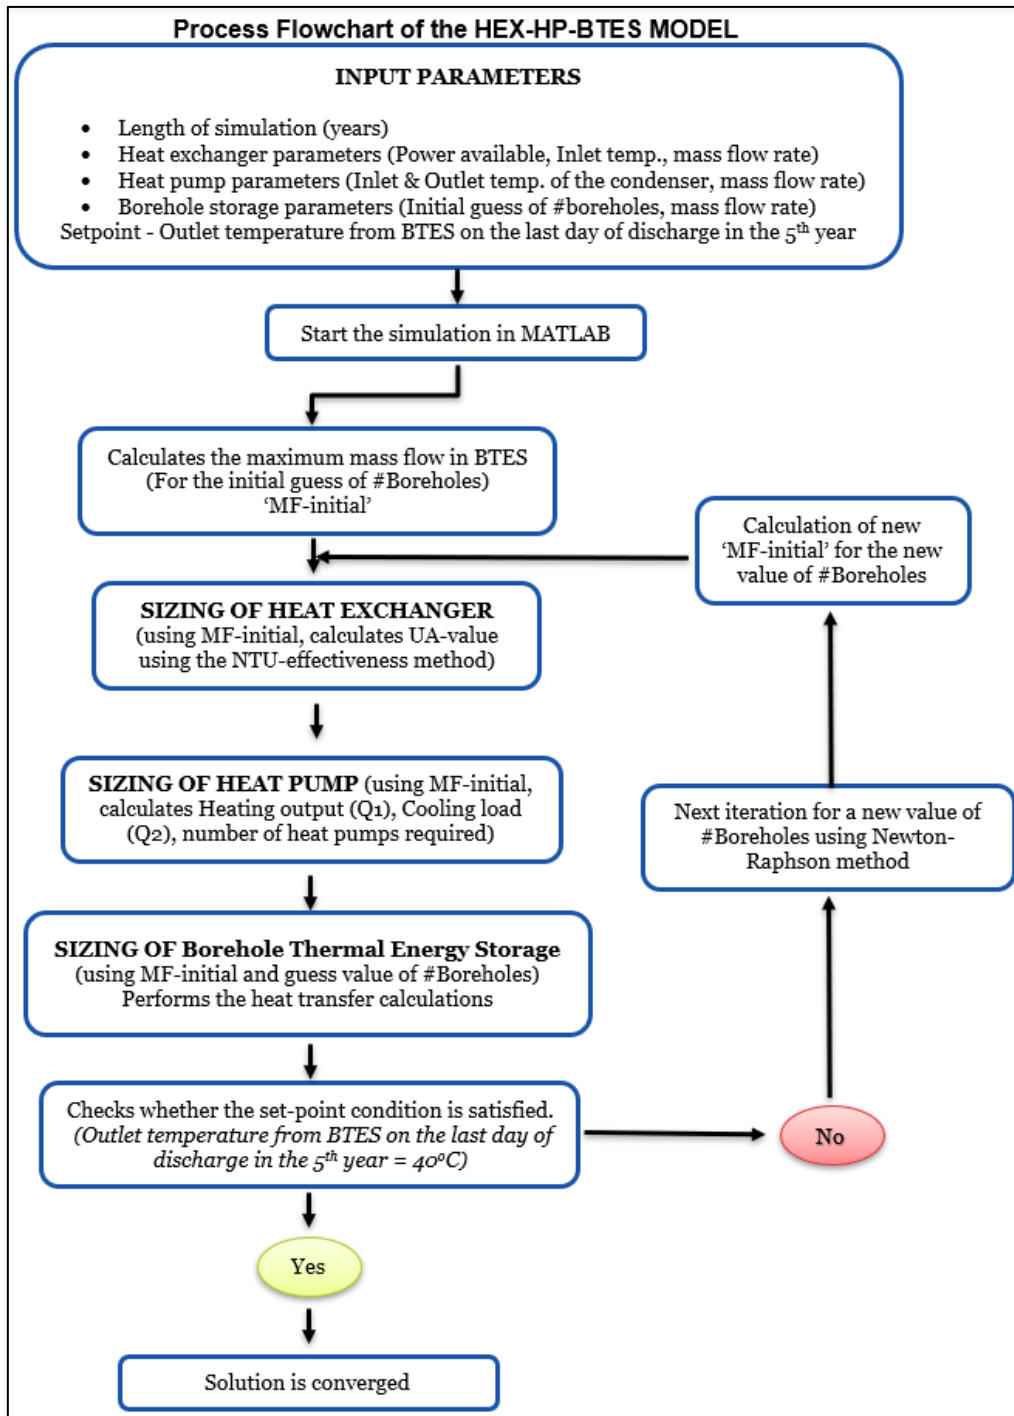 Process Flowchart of the HEX-HP-BTES MODEL
INPUT PARAMETERS
• Length of simulation (years)
• Heat exchanger parameters (Power available, Inlet temp., mass flow rate)
• Heat pump parameters (Inlet & Outlet temp. of the condenser, mass flow rate)
• Borehole storage parameters (Initial guess of #boreholes, mass flow rate)
Setpoint - Outlet temperature from BTES on the last day of discharge in the 5th year
Start the simulation in MATLAB
Calculates the maximum mass flow in BTES
(For the initial guess of #Boreholes)
‘MF-initial’
SIZING OF HEAT EXCHANGER
(using MF-initial, calculates UA-value
using the NTU-effectiveness method)
SIZING OF HEAT PUMP (using MF-initial,
calculates Heating output (Q1), Cooling load
(Q2), number of heat pumps required)
SIZING OF Borehole Thermal Energy Storage
(using MF-initial and guess value of #Boreholes)
Performs the heat transfer calculations
Checks whether the set-point condition is satisfied.
(Outlet temperature from BTES on the last day of
discharge in the 5th year = 40°C)
No
Next iteration for a new value of
#Boreholes using Newton-
Raphson method
Calculation of new
‘MF-initial’ for the new
value of #Boreholes
Yes
Solution is converged